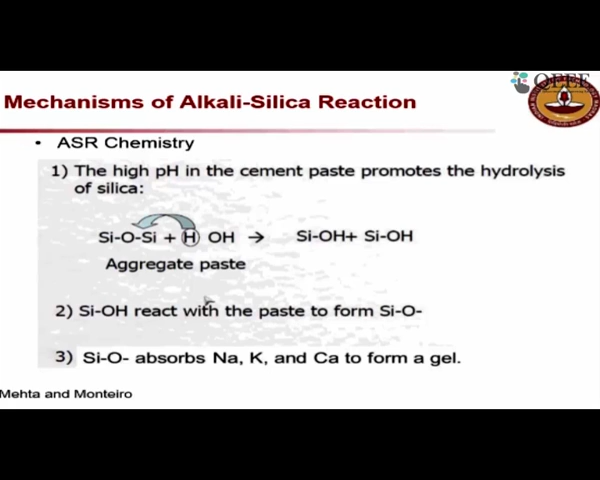 QEEE
Mechanisms of Alkali-Silica Reaction
• ASR Chemistry
1) The high pH in the cement paste promotes the hydrolysis
of silica:
Si-O-Si + H OH → Si-OH+ Si-OH
Aggregate paste
2) Si-OH react with the paste to form Si-O-
3) Si-O- absorbs Na, K, and Ca to form a gel.
Mehta and Monteiro